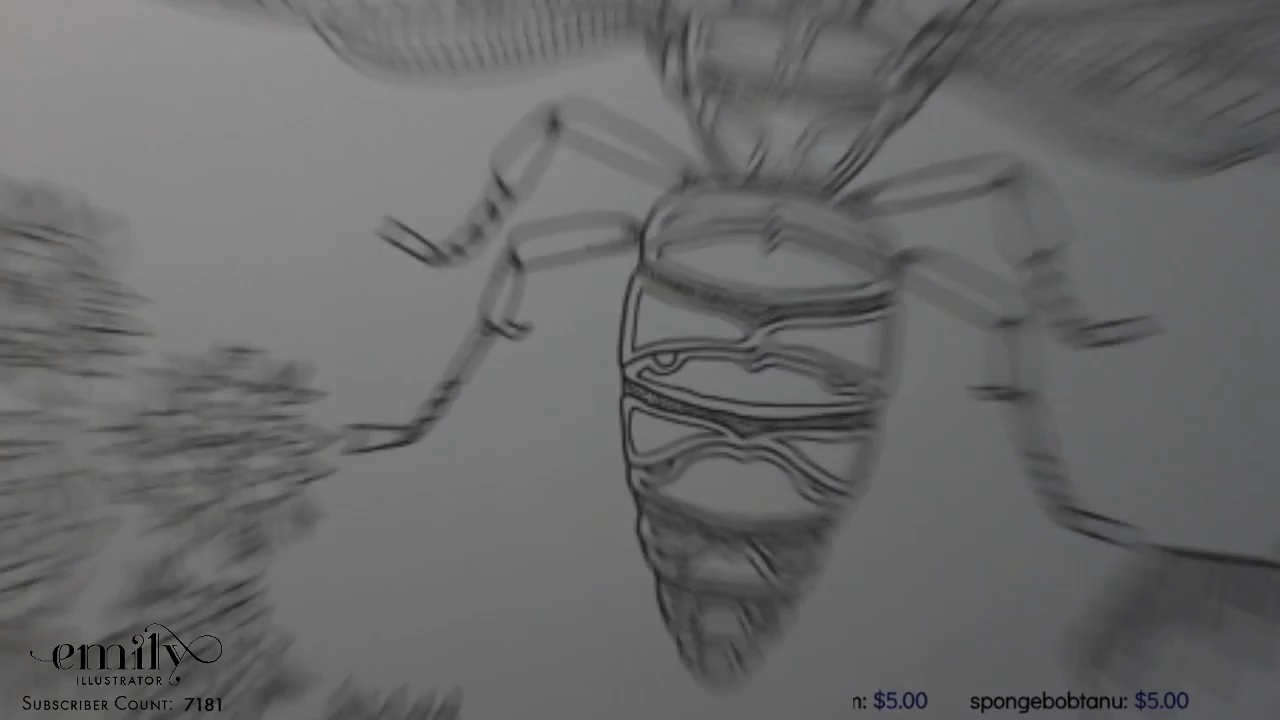 emily
ILLUSTRATOR
SUBSCRIBER COUNT: 7181
n: $5.00 spongebobtanu: $5.00